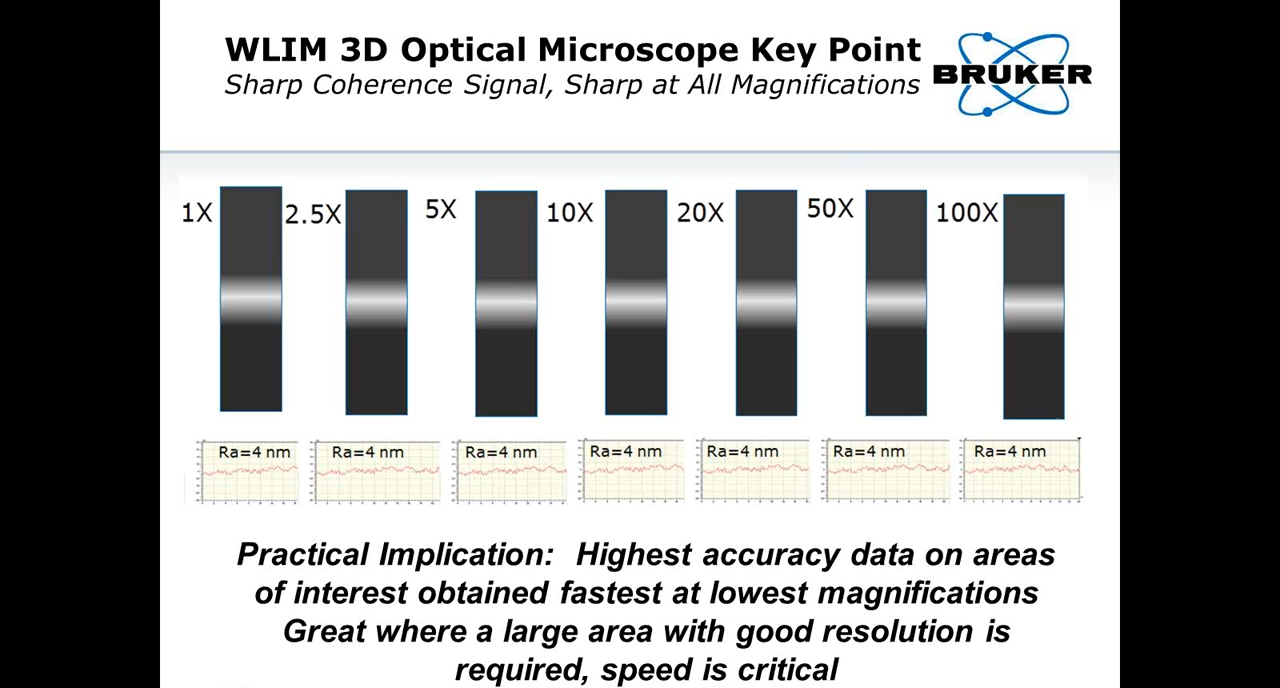 WLIM 3D Optical Microscope Key Point
Sharp Coherence Signal, Sharp at All Magnifications
BRUKER
1X
2.5X
5X
10X
20X
50X
100X
Ra=4 nm
Ra=4 nm
Ra=4 nm
Ra=4 nm
Ra=4 nm
Ra=4 nm
Ra=4 nm
Practical Implication: Highest accuracy data on areas
of interest obtained fastest at lowest magnifications
Great where a large area with good resolution is
required, speed is critical